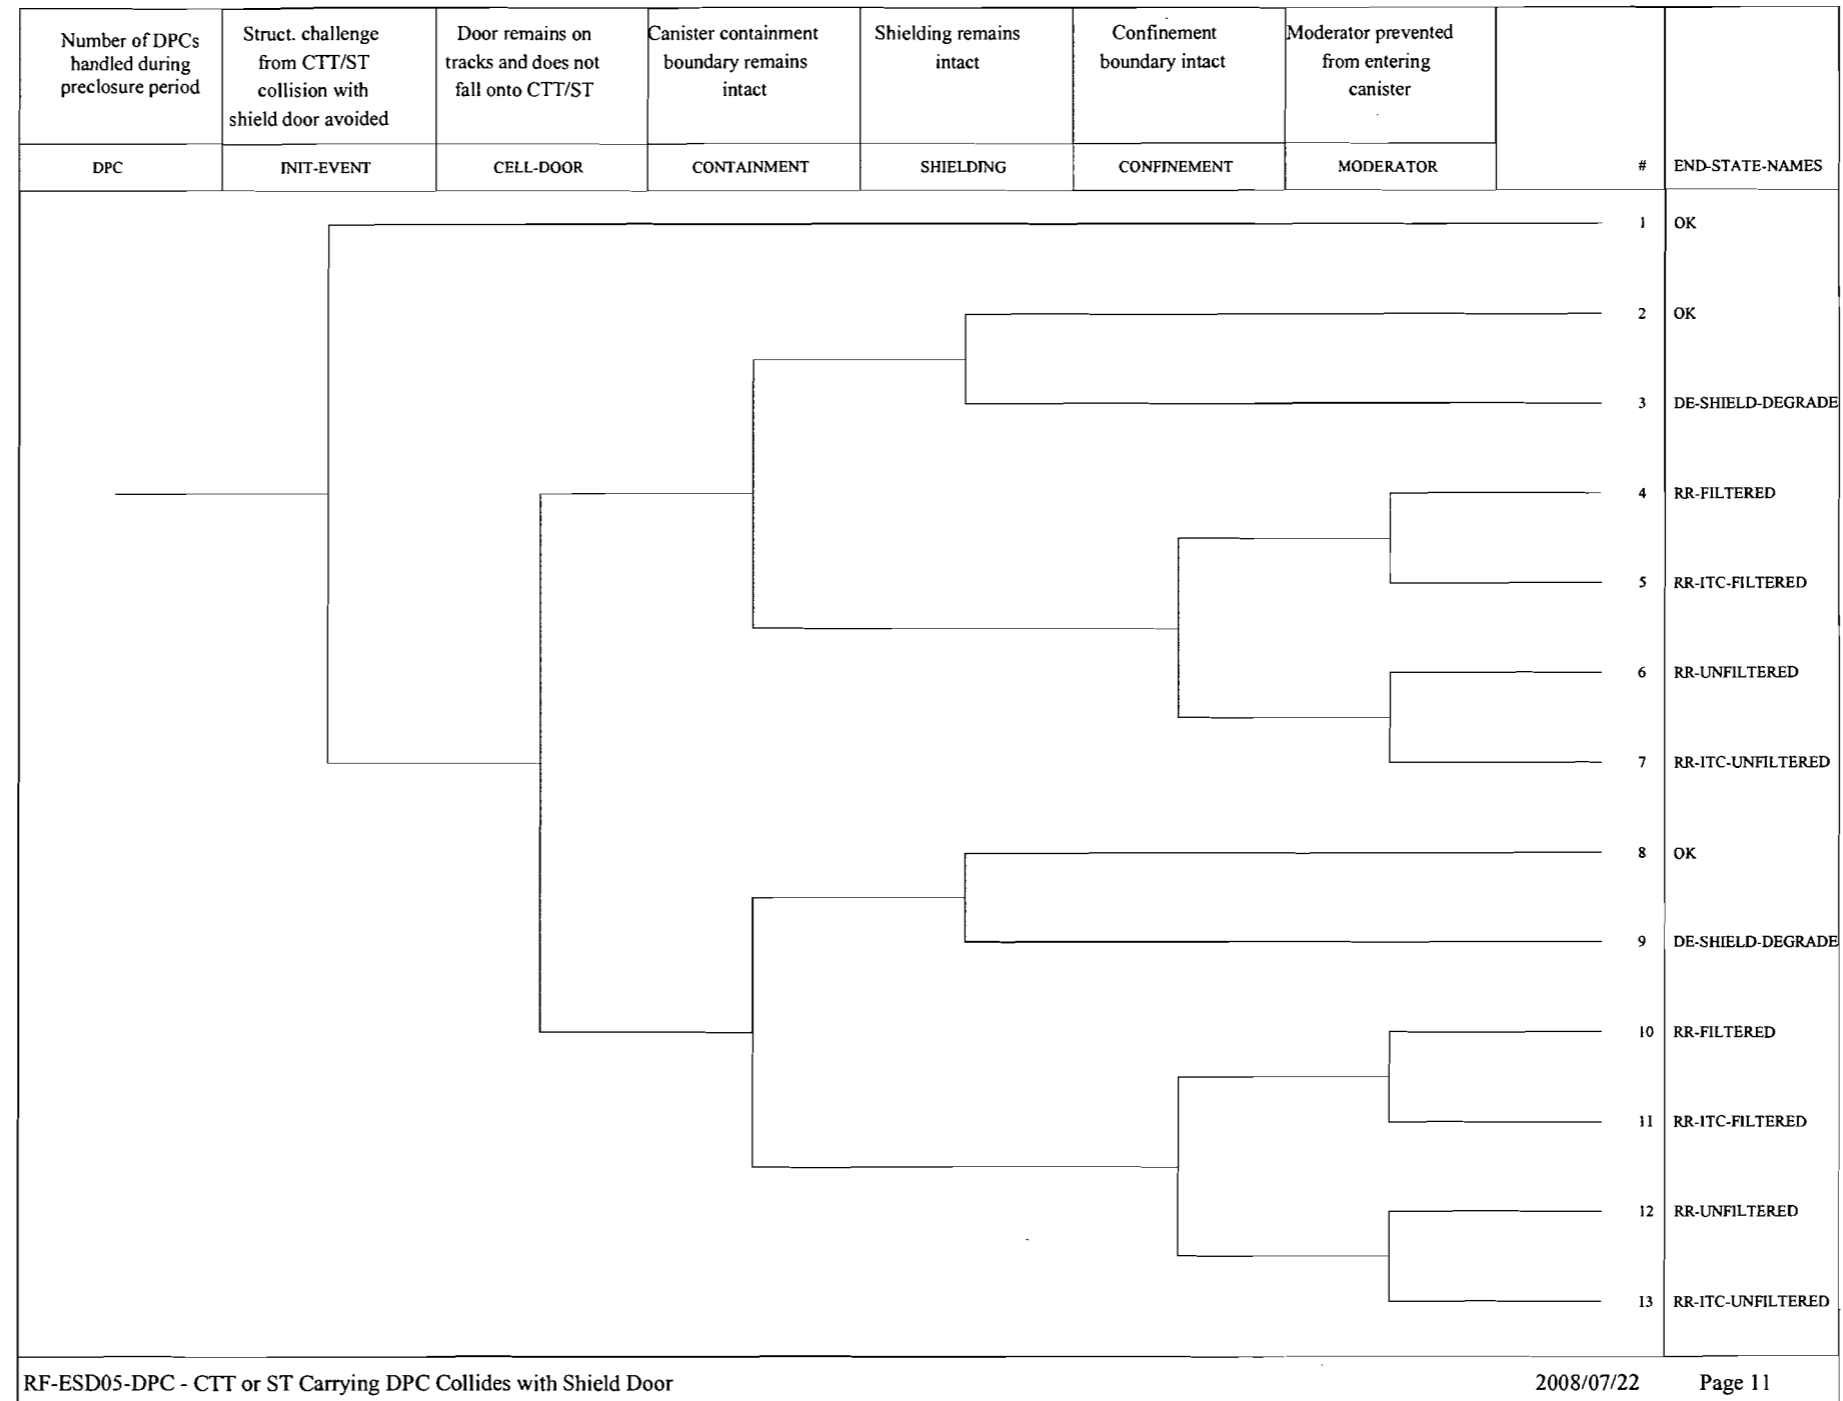 Number of DPCs
handled during
preclosure period
Struct. challenge
from CTT/ST
collision with
shield door avoided
Door remains on
tracks and does not
fall onto CTT/ST
Canister containment
boundary remains
intact
Shielding remains
intact
Confinement
boundary intact
Moderator prevented
from entering
canister
DPC
INIT-EVENT
CELL-DOOR
CONTAINMENT
SHIELDING
CONFINEMENT
MODERATOR
#
END-STATE-NAMES
1 OK
2 OK
3 DE-SHIELD-DEGRADE
4 RR-FILTERED
5 RR-ITC-FILTERED
6 RR-UNFILTERED
7 RR-ITC-UNFILTERED
8 OK
9 DE-SHIELD-DEGRADE
10 RR-FILTERED
11 RR-ITC-FILTERED
12 RR-UNFILTERED
13 RR-ITC-UNFILTERED
RF-ESD05-DPC - CTT or ST Carrying DPC Collides with Shield Door 2008/07/22 Page 11